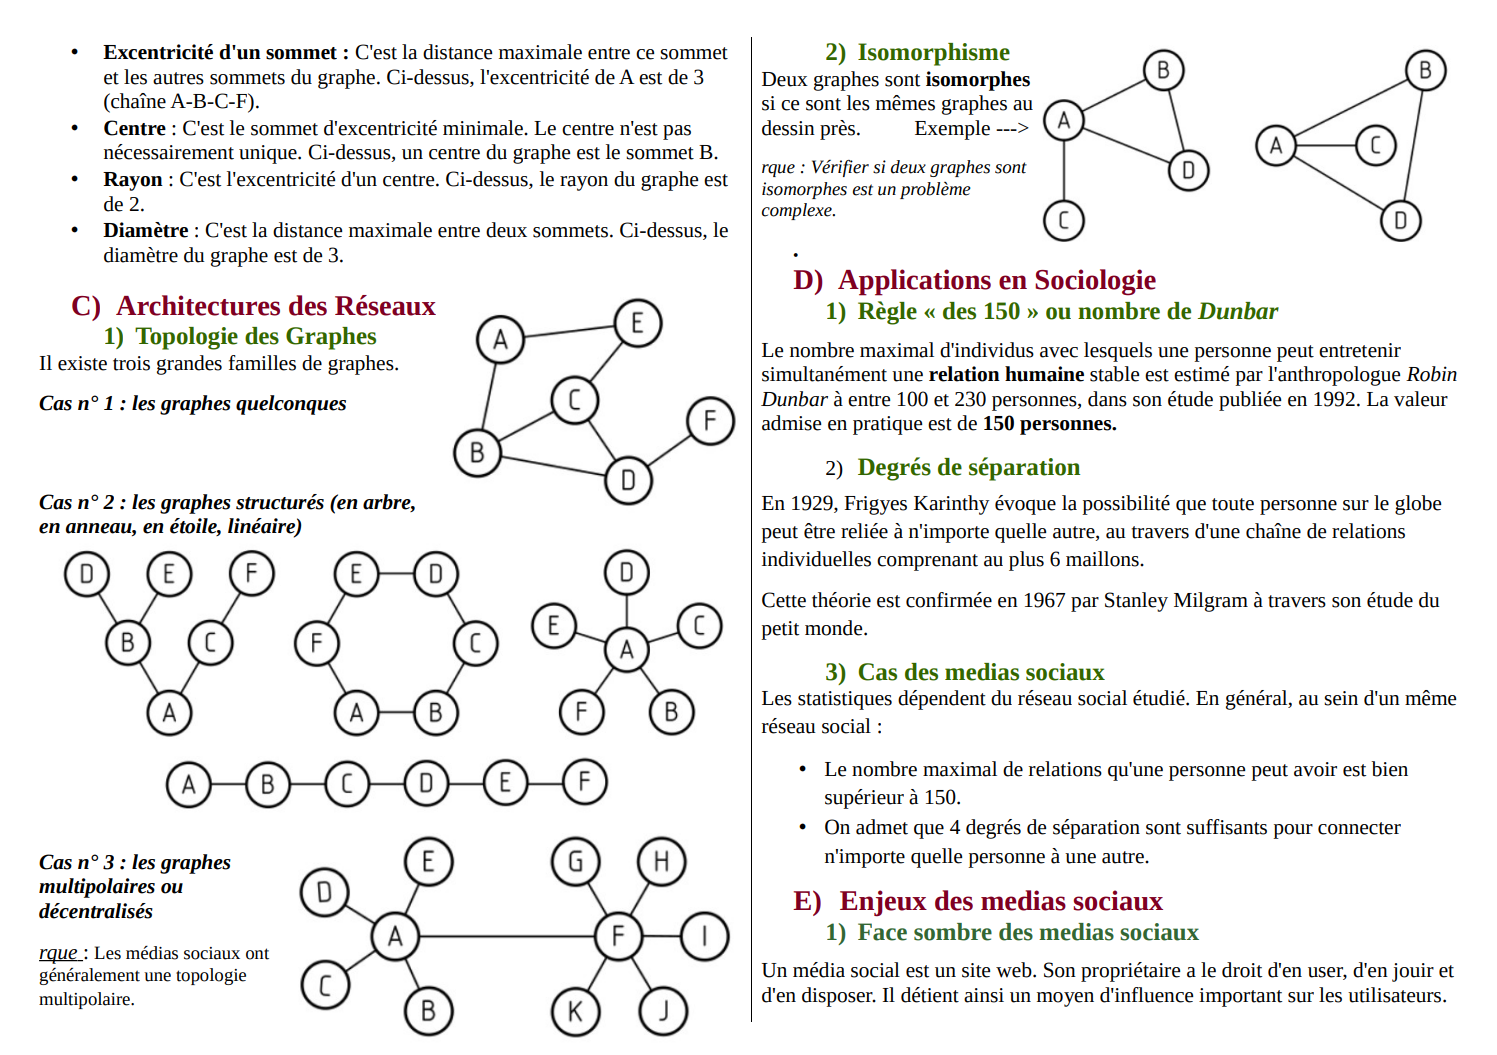 • Excentricité d'un sommet : C'est la distance maximale entre ce sommet
et les autres sommets du graphe. Ci-dessus, l'excentricité de A est de 3
(chaîne A-B-C-F).
• Centre : C'est le sommet d'excentricité minimale. Le centre n'est pas
nécessairement unique. Ci-dessus, un centre du graphe est le sommet B.
• Rayon : C'est l'excentricité d'un centre. Ci-dessus, le rayon du graphe est
de 2.
• Diamètre : C'est la distance maximale entre deux sommets. Ci-dessus, le
diamètre du graphe est de 3.
C) Architectures des Réseaux
1) Topologie des Graphes
Il existe trois grandes familles de graphes.
Cas n° 1 : les graphes quelconques
A E
C
F
B
D
Cas n° 2 : les graphes structurés (en arbre,
en anneau, en étoile, linéaire)
D E F
B C
A
E D
F C
A B
D
E C
A
F B
A B C D E F
Cas n° 3 : les graphes
multipolaires ou
décentralisés
rque : Les médias sociaux ont
généralement une topologie
multipolaire.
E G H
D
A F I
C
B K J
2) Isomorphisme
Deux graphes sont isomorphes
si ce sont les mêmes graphes au
dessin près. Exemple --->
rque : Vérifier si deux graphes sont
isomorphes est un problème
complexe.
B
A
D
C
B
A C
D
•
D) Applications en Sociologie
1) Règle « des 150 » ou nombre de Dunbar
Le nombre maximal d'individus avec lesquels une personne peut entretenir
simultanément une relation humaine stable est estimé par l'anthropologue Robin
Dunbar à entre 100 et 230 personnes, dans son étude publiée en 1992. La valeur
admise en pratique est de 150 personnes.
2) Degrés de séparation
En 1929, Frigyes Karinthy évoque la possibilité que toute personne sur le globe
peut être reliée à n'importe quelle autre, au travers d'une chaîne de relations
individuelles comprenant au plus 6 maillons.
Cette théorie est confirmée en 1967 par Stanley Milgram à travers son étude du
petit monde.
3) Cas des medias sociaux
Les statistiques dépendent du réseau social étudié. En général, au sein d'un même
réseau social :
• Le nombre maximal de relations qu'une personne peut avoir est bien
supérieur à 150.
• On admet que 4 degrés de séparation sont suffisants pour connecter
n'importe quelle personne à une autre.
E) Enjeux des medias sociaux
1) Face sombre des medias sociaux
Un média social est un site web. Son propriétaire a le droit d'en user, d'en jouir et
d'en disposer. Il détient ainsi un moyen d'influence important sur les utilisateurs.